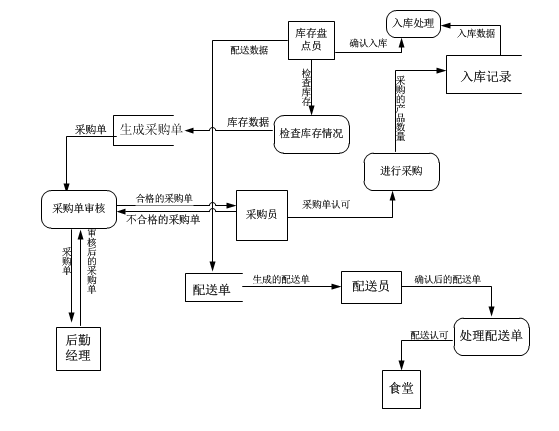 库存盘
点员
入库处理
入库数据
确认入库
配送数据
检查库存
采购的产品数量
入库记录
采购单
生成采购单
库存数据
检查库存情况
进行采购
采购单审核
合格的采购单
不合格的采购单
采购员
采购单认可
采购单
审核后的采购单
配送单
生成的配送单
配送员
确认后的配送单
后勤
经理
配送认可
处理配送单
食堂